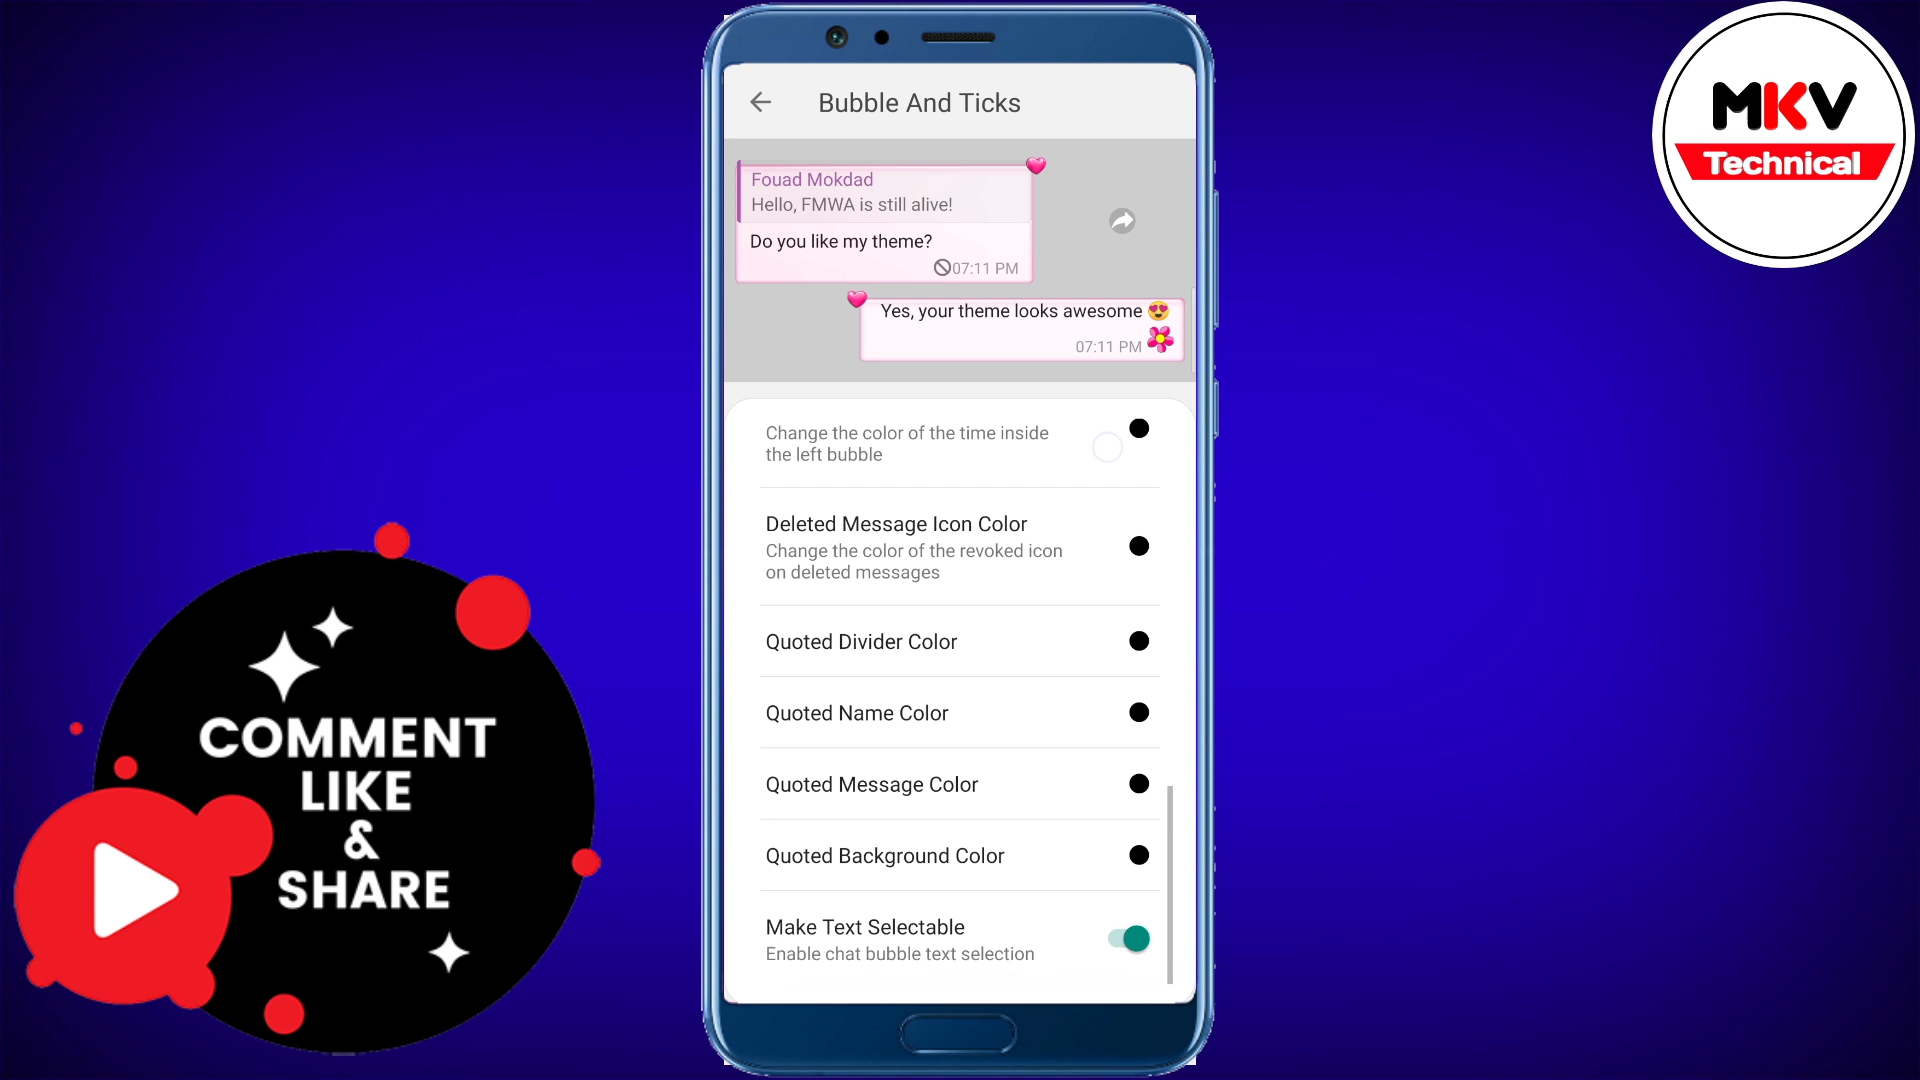 Bubble And Ticks
Fouad Mokdad
Hello, FMWA is still alive!
Do you like my theme?
07:11 PM
Yes, your theme looks awesome 😍
07:11 PM
Change the color of the time inside
the left bubble
Deleted Message Icon Color
Change the color of the revoked icon
on deleted messages
Quoted Divider Color
Quoted Name Color
Quoted Message Color
Quoted Background Color
Make Text Selectable
Enable chat bubble text selection
MKV
Technical
COMMENT
LIKE
&
SHARE